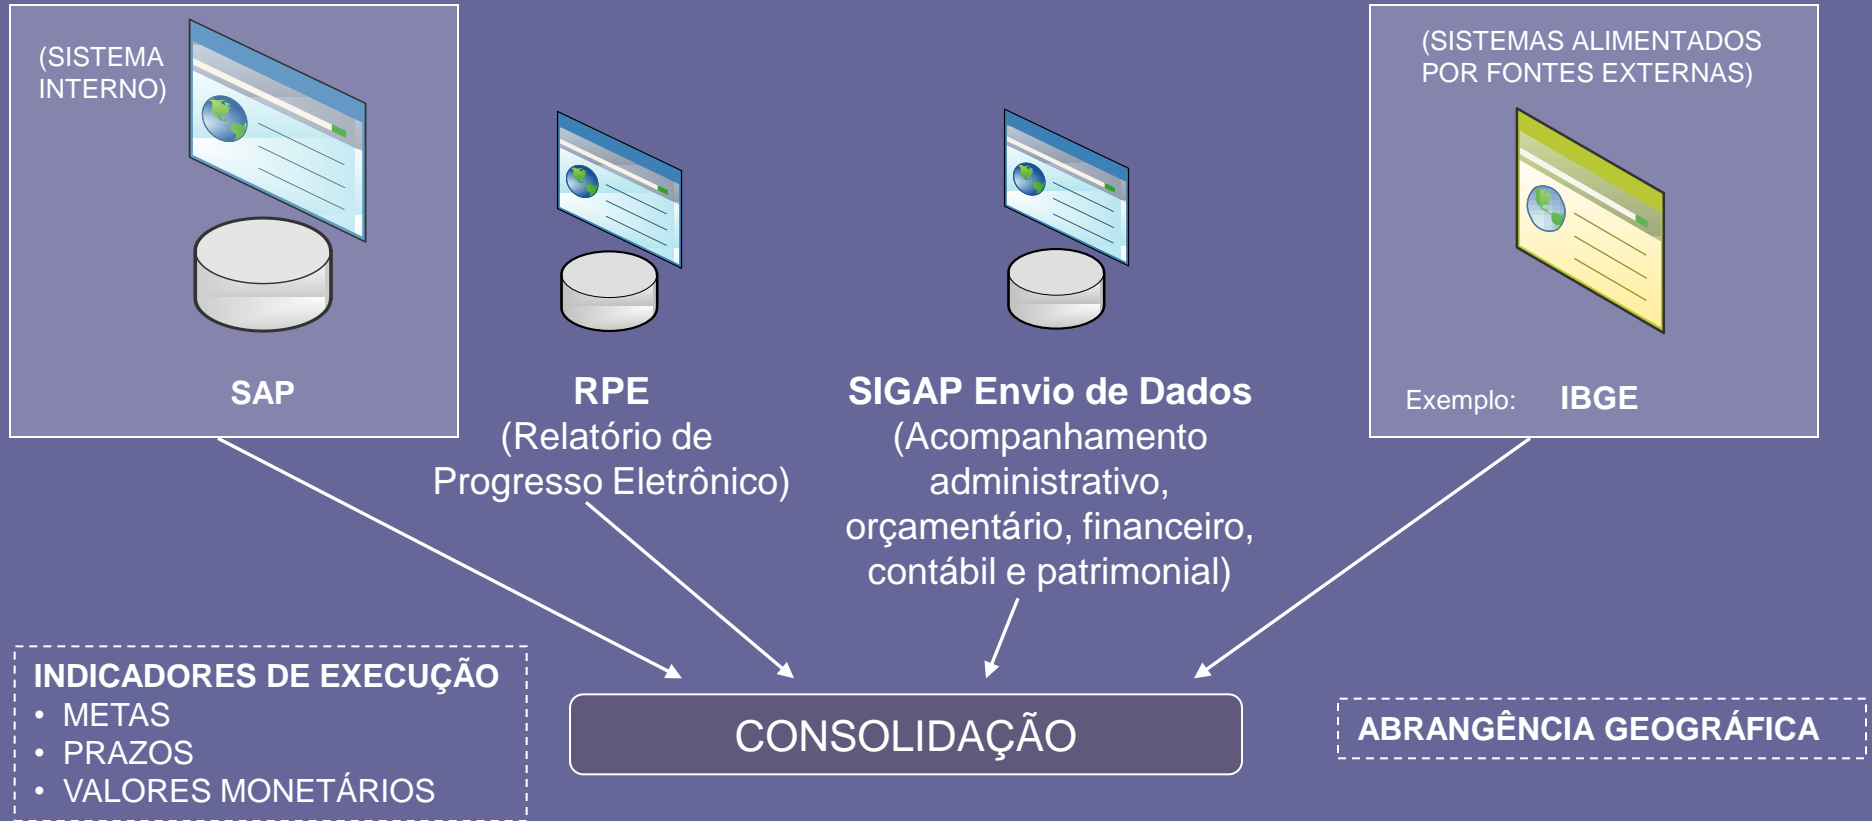 (SISTEMA
INTERNO)
SAP
RPE
(Relatório de
Progresso Eletrônico)
SIGAP Envio de Dados
(Acompanhamento
administrativo,
orçamentário, financeiro,
contábil e patrimonial)
(SISTEMAS ALIMENTADOS
POR FONTES EXTERNAS)
Exemplo: IBGE
INDICADORES DE EXECUÇÃO
• METAS
• PRAZOS
• VALORES MONETÁRIOS
CONSOLIDAÇÃO
ABRANGÊNCIA GEOGRÁFICA